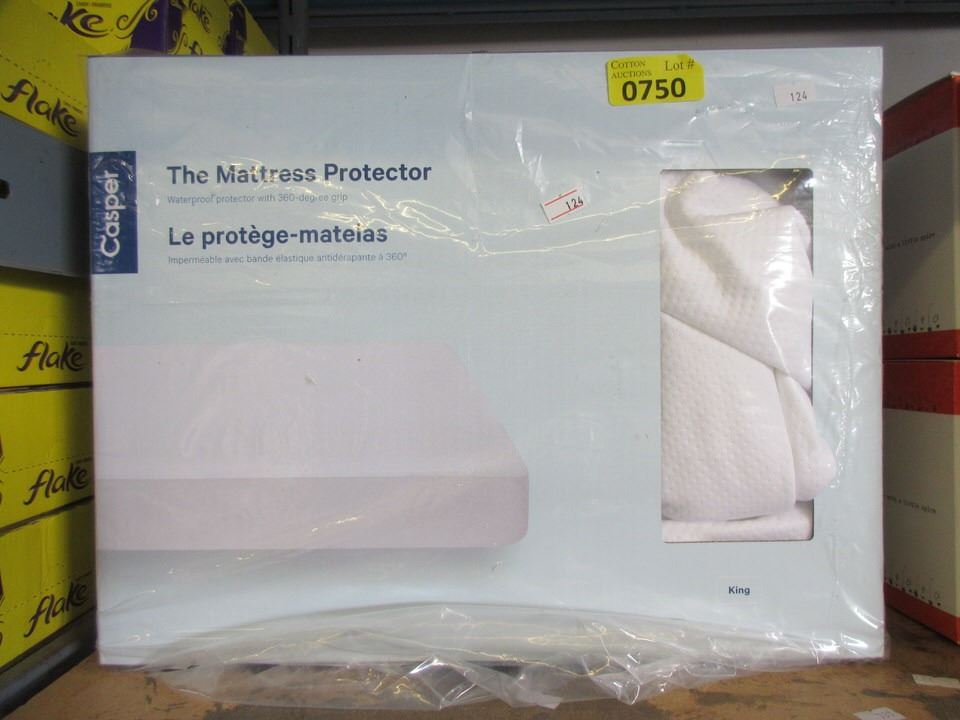 COTTON
AUCTIONS
Lot #
0750
124
Casper
The Mattress Protector
Waterproof protector with 360-degree grip
124
Le protège-matelas
Imperméable avec bande élastique antidérapante à 360°
King
flake
flake
flake
flake